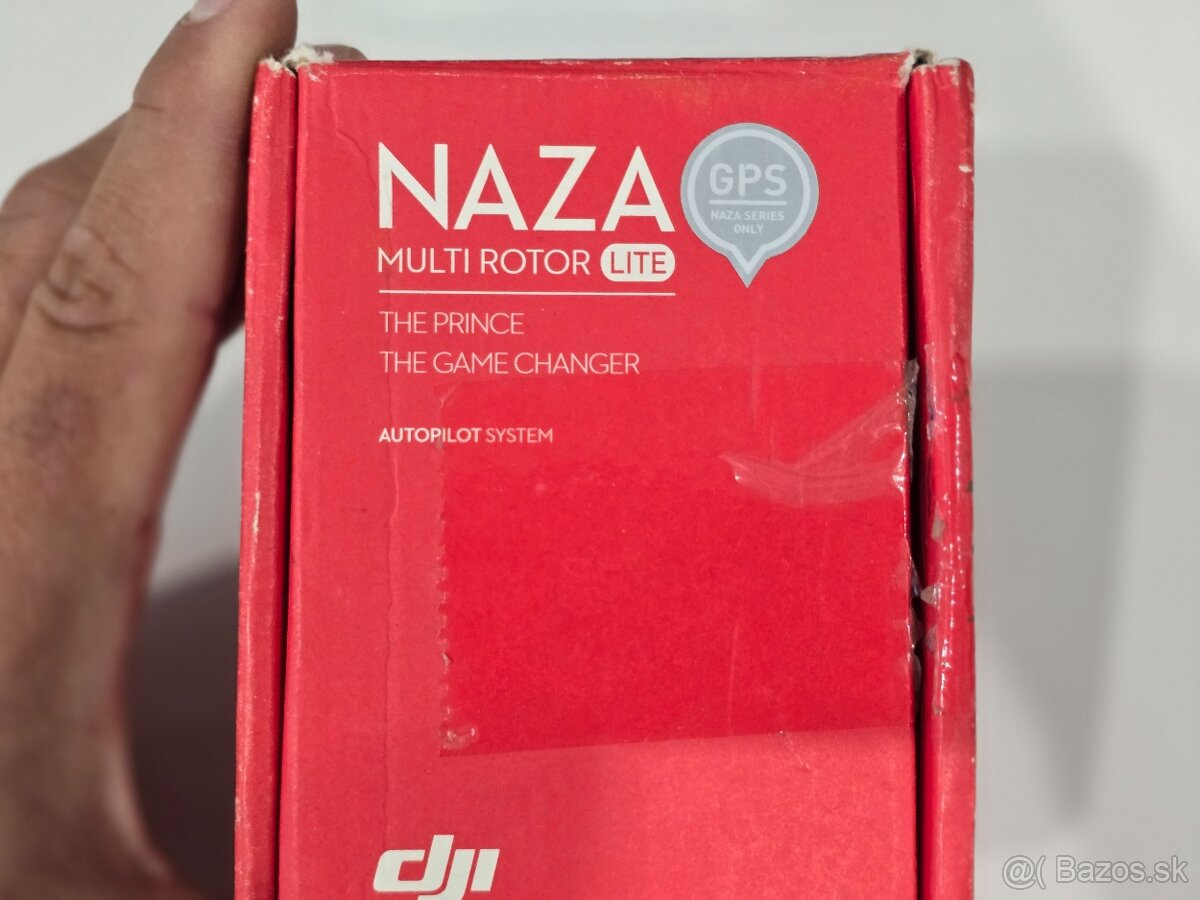 NAZA
GPS
NAZA SERIES
ONLY
MULTI ROTOR LITE
THE PRINCE
THE GAME CHANGER
AUTOPILOT SYSTEM
dji
@( Bazos.sk